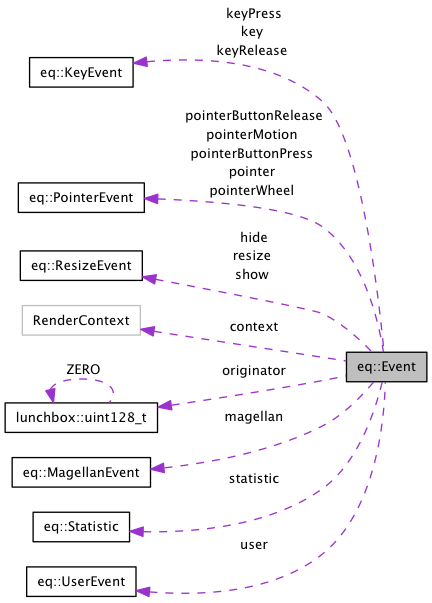 keyPress
key
keyRelease
eq::KeyEvent
pointerButtonRelease
pointerMotion
pointerButtonPress
pointer
pointerWheel
eq::PointerEvent
hide
resize
show
eq::ResizeEvent
context
RenderContext
eq::Event
originator
ZERO
lunchbox::uint128_t
magellan
eq::MagellanEvent
statistic
eq::Statistic
user
eq::UserEvent